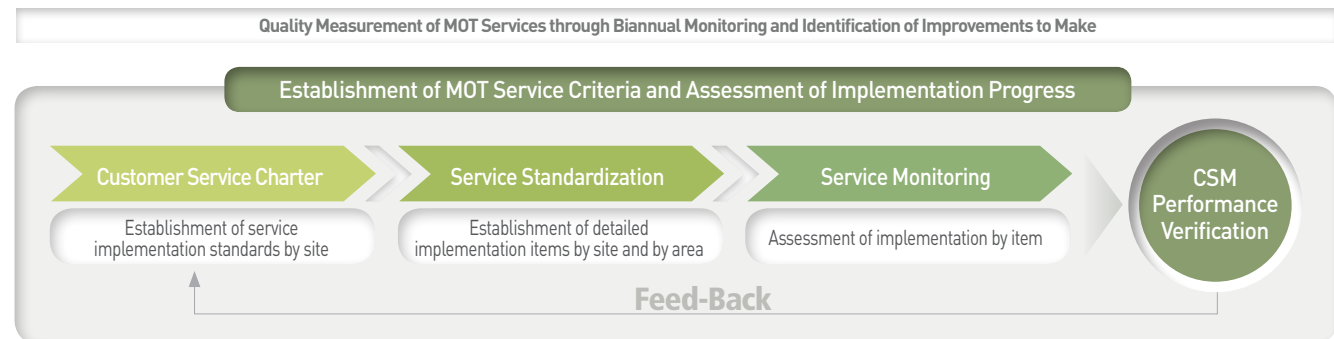 Quality Measurement of MOT Services through Biannual Monitoring and Identification of Improvements to Make
Establishment of MOT Service Criteria and Assessment of Implementation Progress
Customer Service Charter
Establishment of service
implementation standards by site
Service Standardization
Establishment of detailed
implementation items by site and by area
Service Monitoring
Assessment of implementation by item
CSM
Performance
Verification
Feed-Back